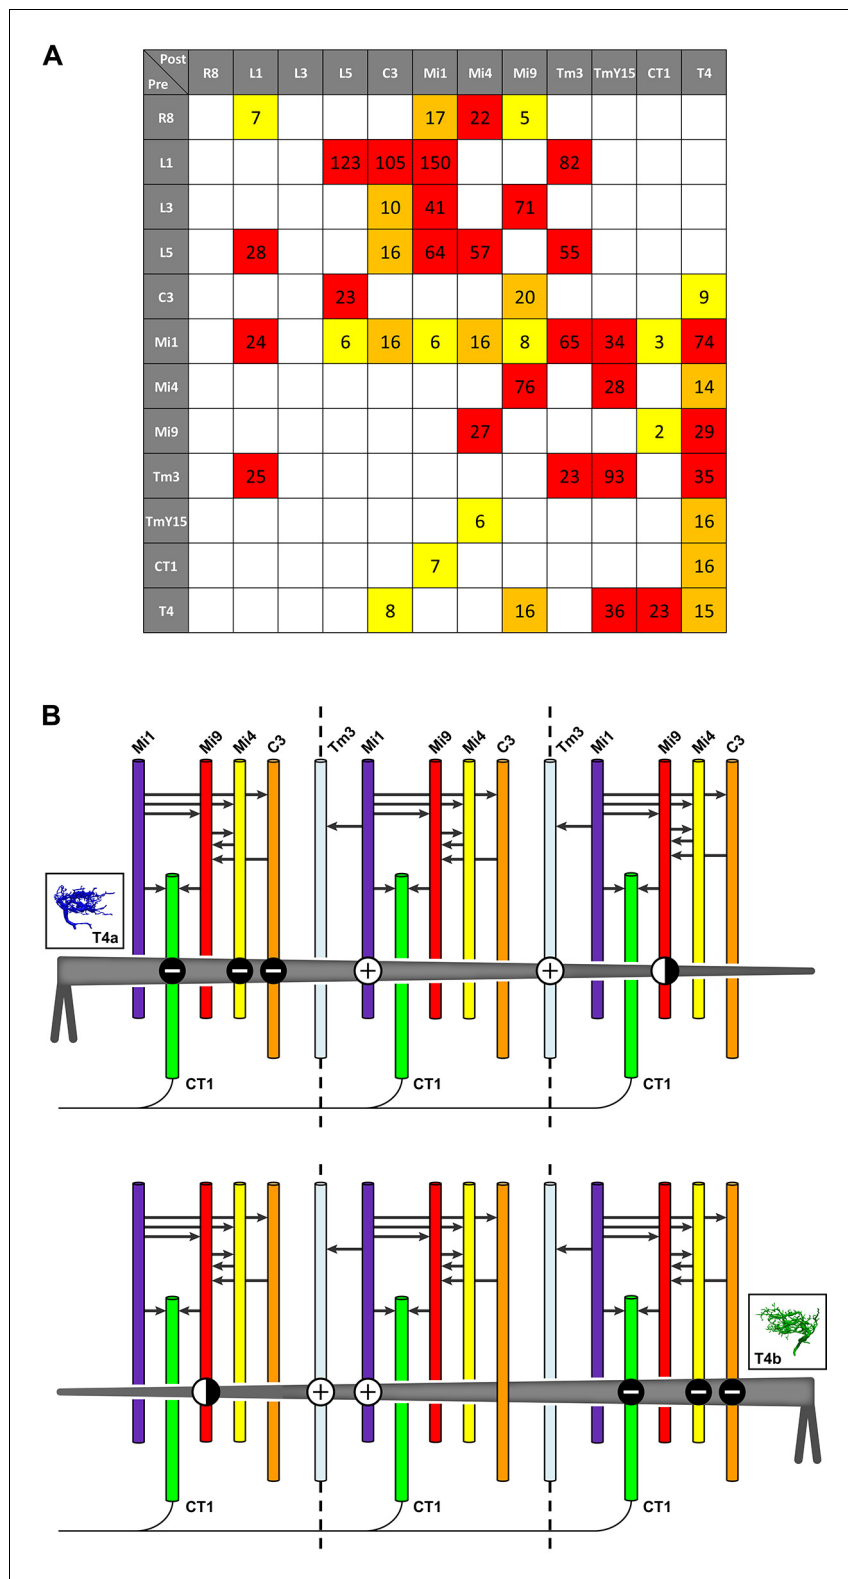 A
Post
Pre
R8 L1 L3 L5 C3 Mi1 Mi4 Mi9 Tm3 TmY15 CT1 T4
R8 7 17 22 5
L1 123 105 150 82
L3 10 41 71
L5 28 16 64 57 55
C3 23 20 9
Mi1 24 6 16 6 16 8 65 34 3 74
Mi4 76 28 14
Mi9 27 2 29
Tm3 25 23 93 35
TmY15 6 16
CT1 7 16
T4 8 16 36 23 15
B
Mi1 Mi9 Mi4 C3 Tm3 Mi1 Mi9 Mi4 C3 Tm3 Mi1 Mi9 Mi4 C3
T4a
− − − + +
CT1 CT1 CT1
T4b
+ + − − −
CT1 CT1 CT1